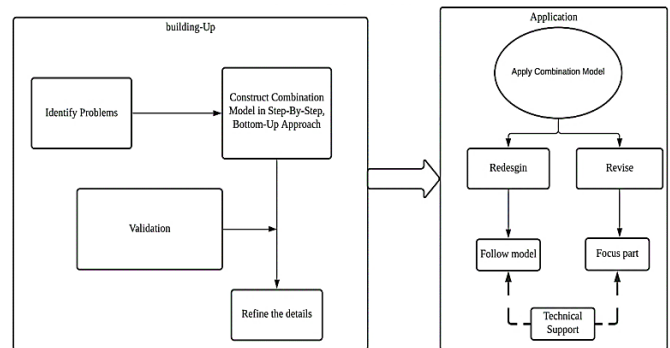 building-Up
Identify Problems
Construct Combination
Model in Step-By-Step,
Bottom-Up Approach
Validation
Refine the details
Application
Apply Combination Model
Redesgin
Revise
Follow model
Focus part
Technical
Support